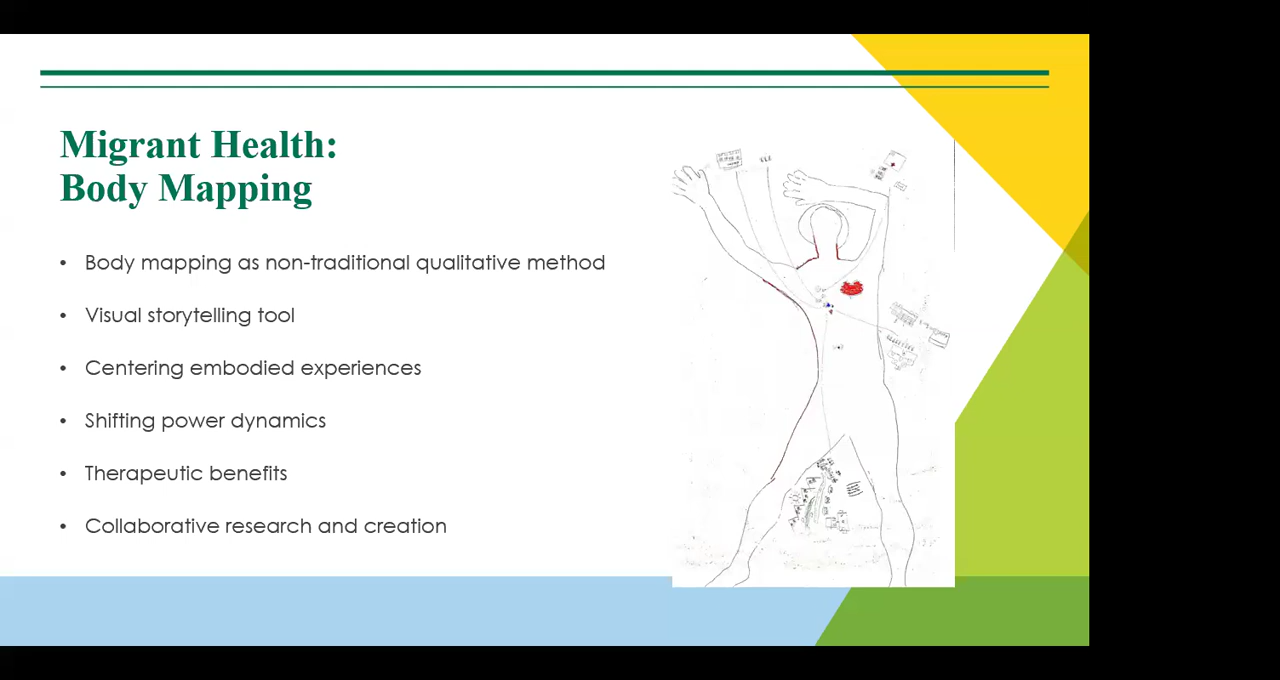 Migrant Health:
Body Mapping
• Body mapping as non-traditional qualitative method
• Visual storytelling tool
• Centering embodied experiences
• Shifting power dynamics
• Therapeutic benefits
• Collaborative research and creation